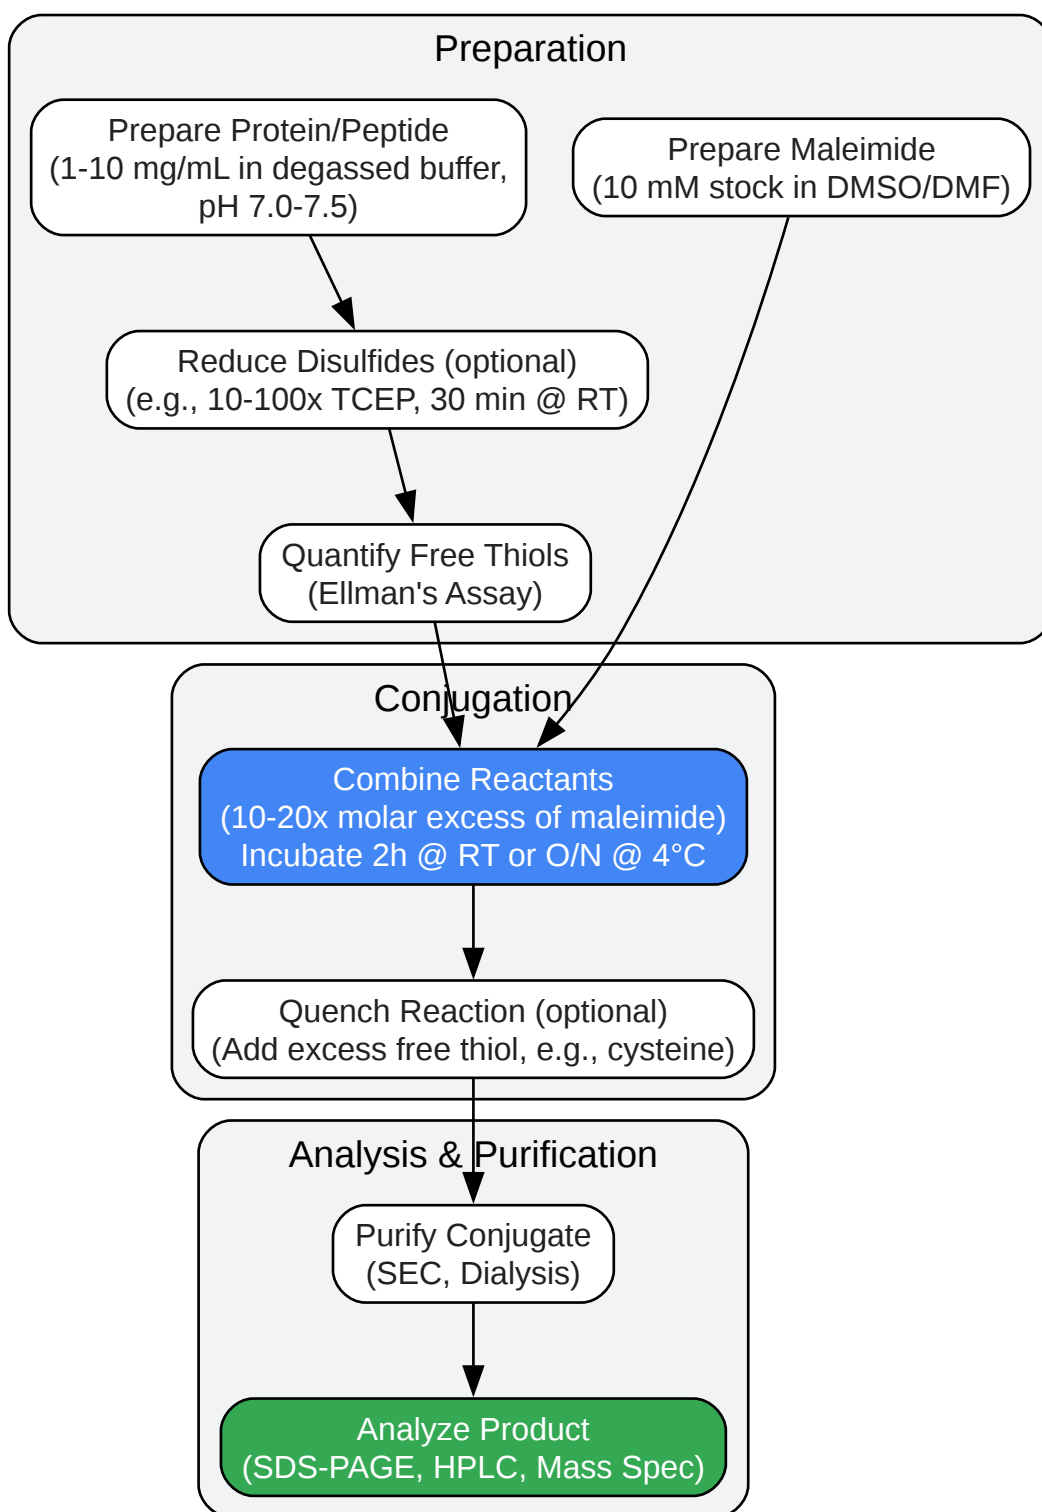 Preparation
Prepare Protein/Peptide
(1-10 mg/mL in degassed buffer,
pH 7.0-7.5)
Prepare Maleimide
(10 mM stock in DMSO/DMF)
Reduce Disulfides (optional)
(e.g., 10-100x TCEP, 30 min @ RT)
Quantify Free Thiols
(Ellman's Assay)
Conjugation
Combine Reactants
(10-20x molar excess of maleimide)
Incubate 2h @ RT or O/N @ 4°C
Quench Reaction (optional)
(Add excess free thiol, e.g., cysteine)
Analysis & Purification
Purify Conjugate
(SEC, Dialysis)
Analyze Product
(SDS-PAGE, HPLC, Mass Spec)